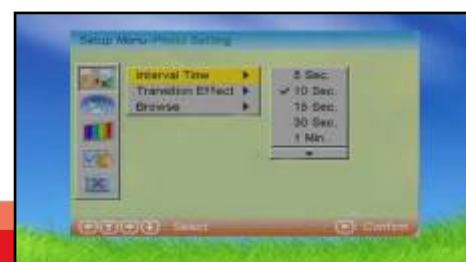 Setup Menu-Photo Setting
Interval Time
Transition Effect
Browse
5 Sec.
10 Sec.
15 Sec.
30 Sec.
1 Min.
Select
Confirm